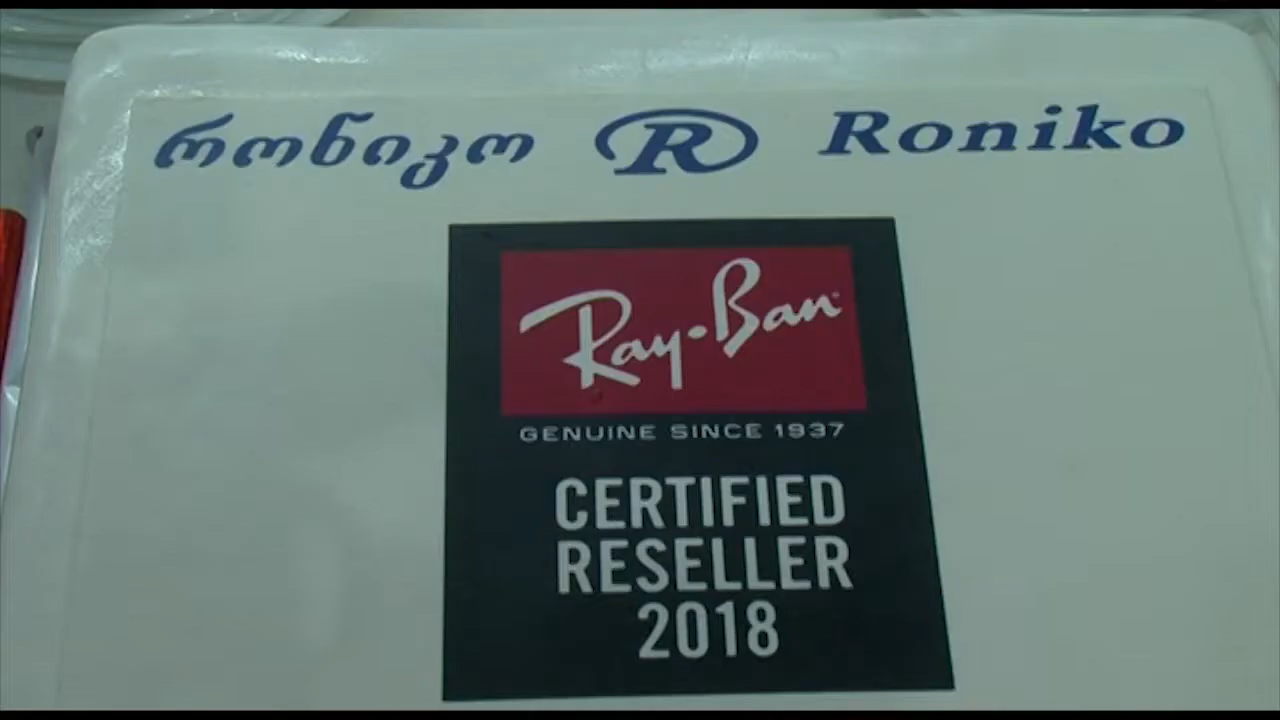 რონიკო R Roniko
Ray-Ban
GENUINE SINCE 1937
CERTIFIED
RESELLER
2018